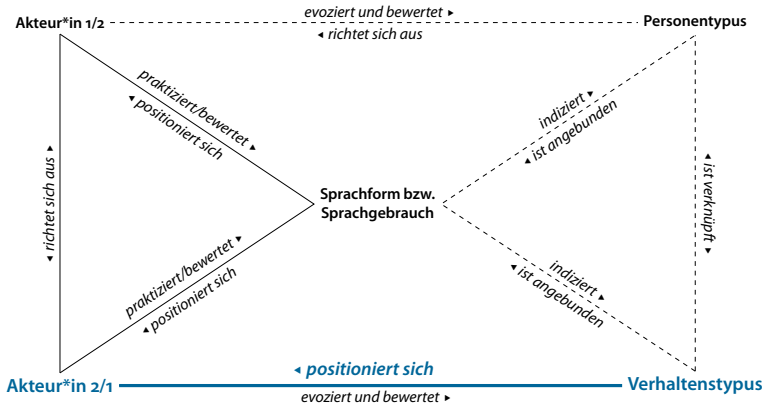 evoziert und bewertet ▸
Akteur*in 1/2
Personentypus
◂ richtet sich aus
praktiziert/bewertet ▸
◂ positioniert sich
indiziert ▸
◂ ist angebunden
◂ richtet sich aus ▸
Sprachform bzw.
Sprachgebrauch
◂ ist verknüpft ▸
praktiziert/bewertet ▸
◂ positioniert sich
indiziert ▸
◂ ist angebunden
◂ positioniert sich
Akteur*in 2/1
Verhaltenstypus
evoziert und bewertet ▸